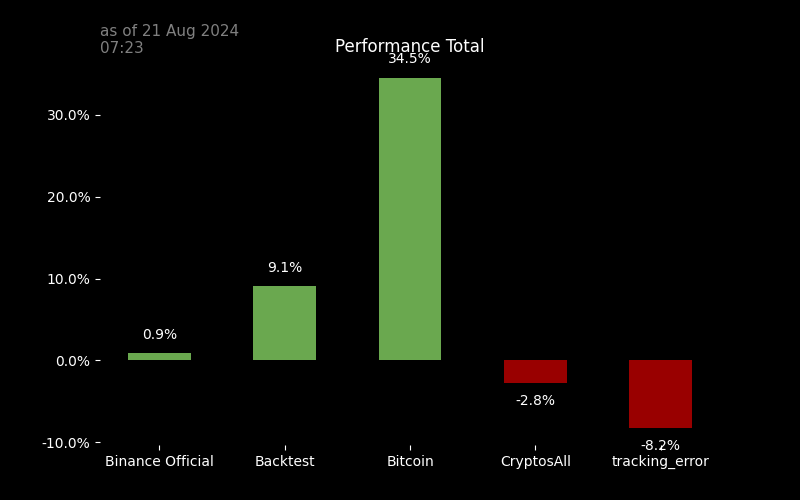 as of 21 Aug 2024
07:23
Performance Total
34.5%
30.0%
20.0%
9.1%
10.0%
0.9%
0.0%
-2.8%
-8.2%
-10.0%
Binance Official
Backtest
Bitcoin
CryptosAll
tracking_error